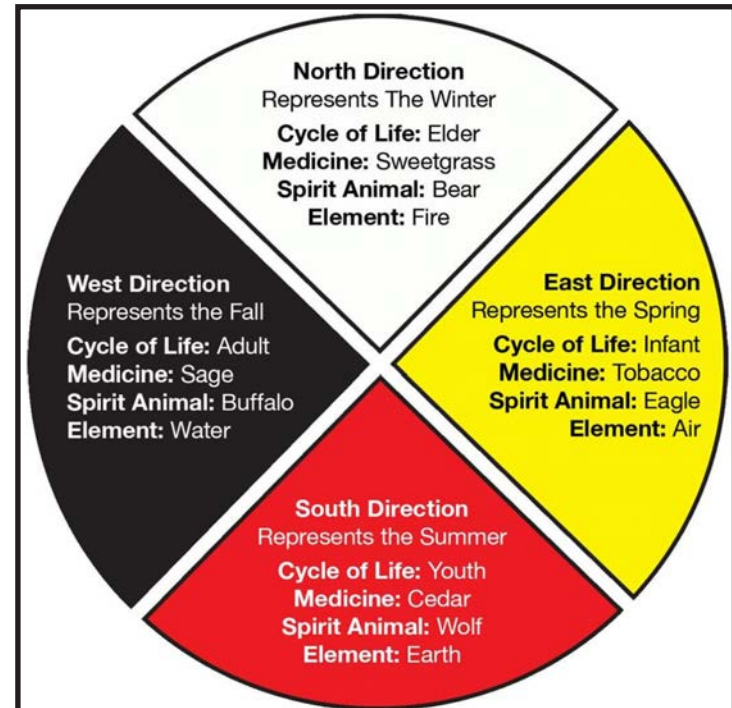 North Direction
Represents The Winter
Cycle of Life: Elder
Medicine: Sweetgrass
Spirit Animal: Bear
Element: Fire
West Direction
Represents the Fall
Cycle of Life: Adult
Medicine: Sage
Spirit Animal: Buffalo
Element: Water
East Direction
Represents the Spring
Cycle of Life: Infant
Medicine: Tobacco
Spirit Animal: Eagle
Element: Air
South Direction
Represents the Summer
Cycle of Life: Youth
Medicine: Cedar
Spirit Animal: Wolf
Element: Earth